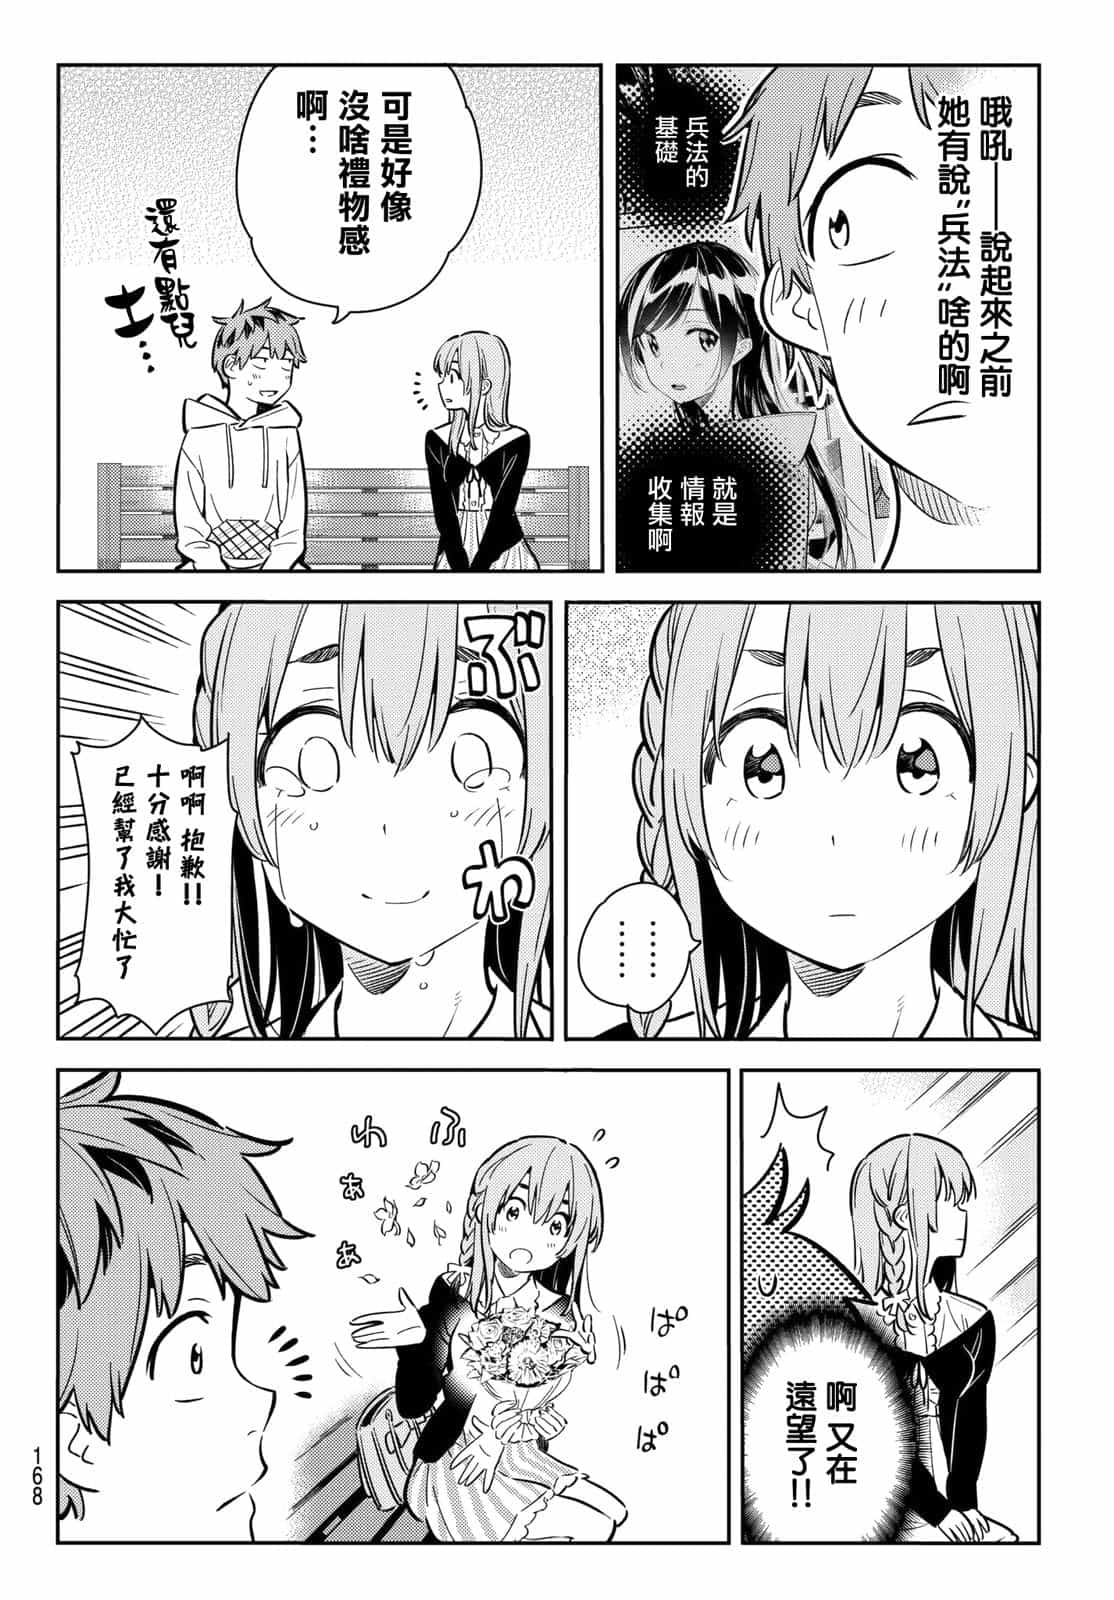 哦吼——說起來之前
她有說“兵法”啥的啊
兵法的
基礎
就是
情報
收集啊
可是好像
沒啥禮物感
啊…
還有點兒
土…
………
………
ぶ
わ
啊啊 抱歉!!
十分感謝！
已經幫了我大忙了
啊 又在
遠望了!!
ふ
わ
ぁ
ぁ
ぱ
ぱ
ぱ
168